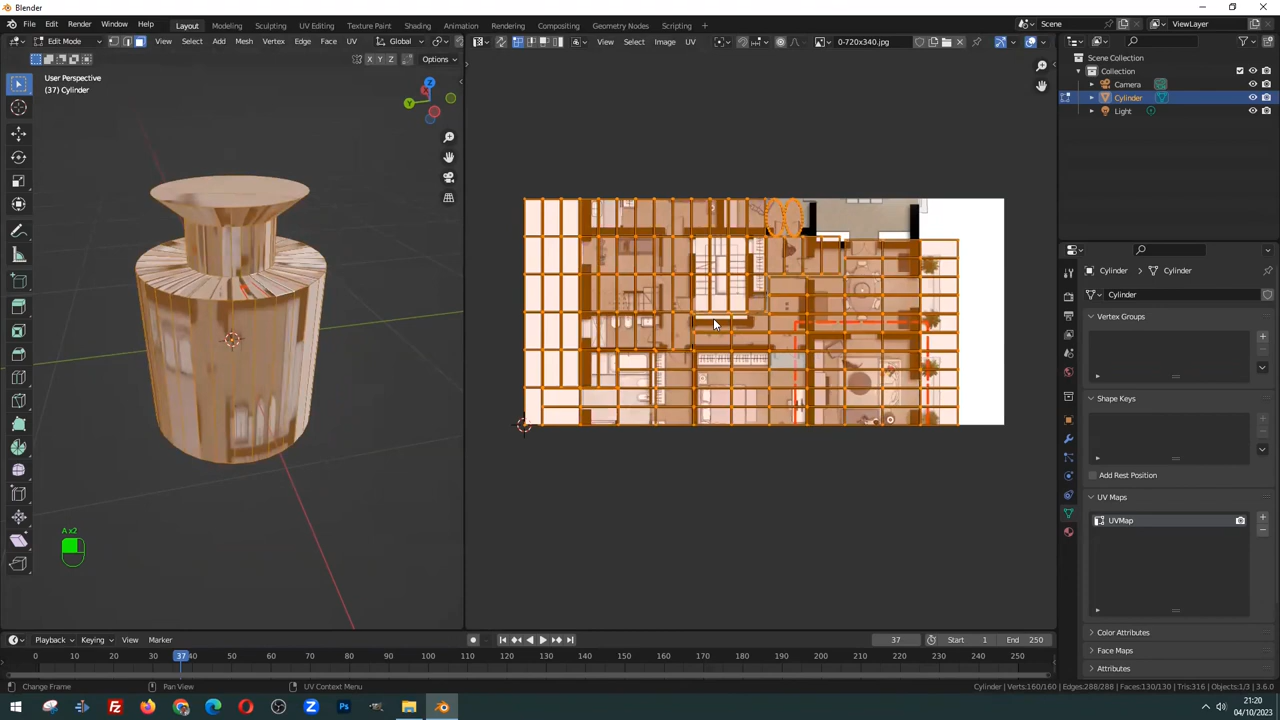 Blender
File Edit Render Window Help Layout Modeling Sculpting UV Editing Texture Paint Shading Animation Rendering Compositing Geometry Nodes Scripting + Scene ViewLayer
Edit Mode View Select Add Mesh Vertex Edge Face UV Global View Select Image UV 0-720x340.jpg
X Y Z Options
Scene Collection
Collection
Camera
Cylinder
Light
User Perspective
(37) Cylinder
Z
Y
Cylinder Cylinder
Cylinder
Vertex Groups
Shape Keys
Add Rest Position
UV Maps
UVMap
Color Attributes
Face Maps
Attributes
A x2
Playback Keying View Marker 37 Start 1 End 250
0 10 20 30 37 40 50 60 70 80 90 100 110 120 130 140 150 160 170 180 190 200 210 220 230 240 250
Change Frame Pan View UV Context Menu Cylinder | Verts:160/160 | Edges:288/288 | Faces:130/130 | Tris:316 | Objects:1/3 | 3.6.0
21:20
04/10/2023